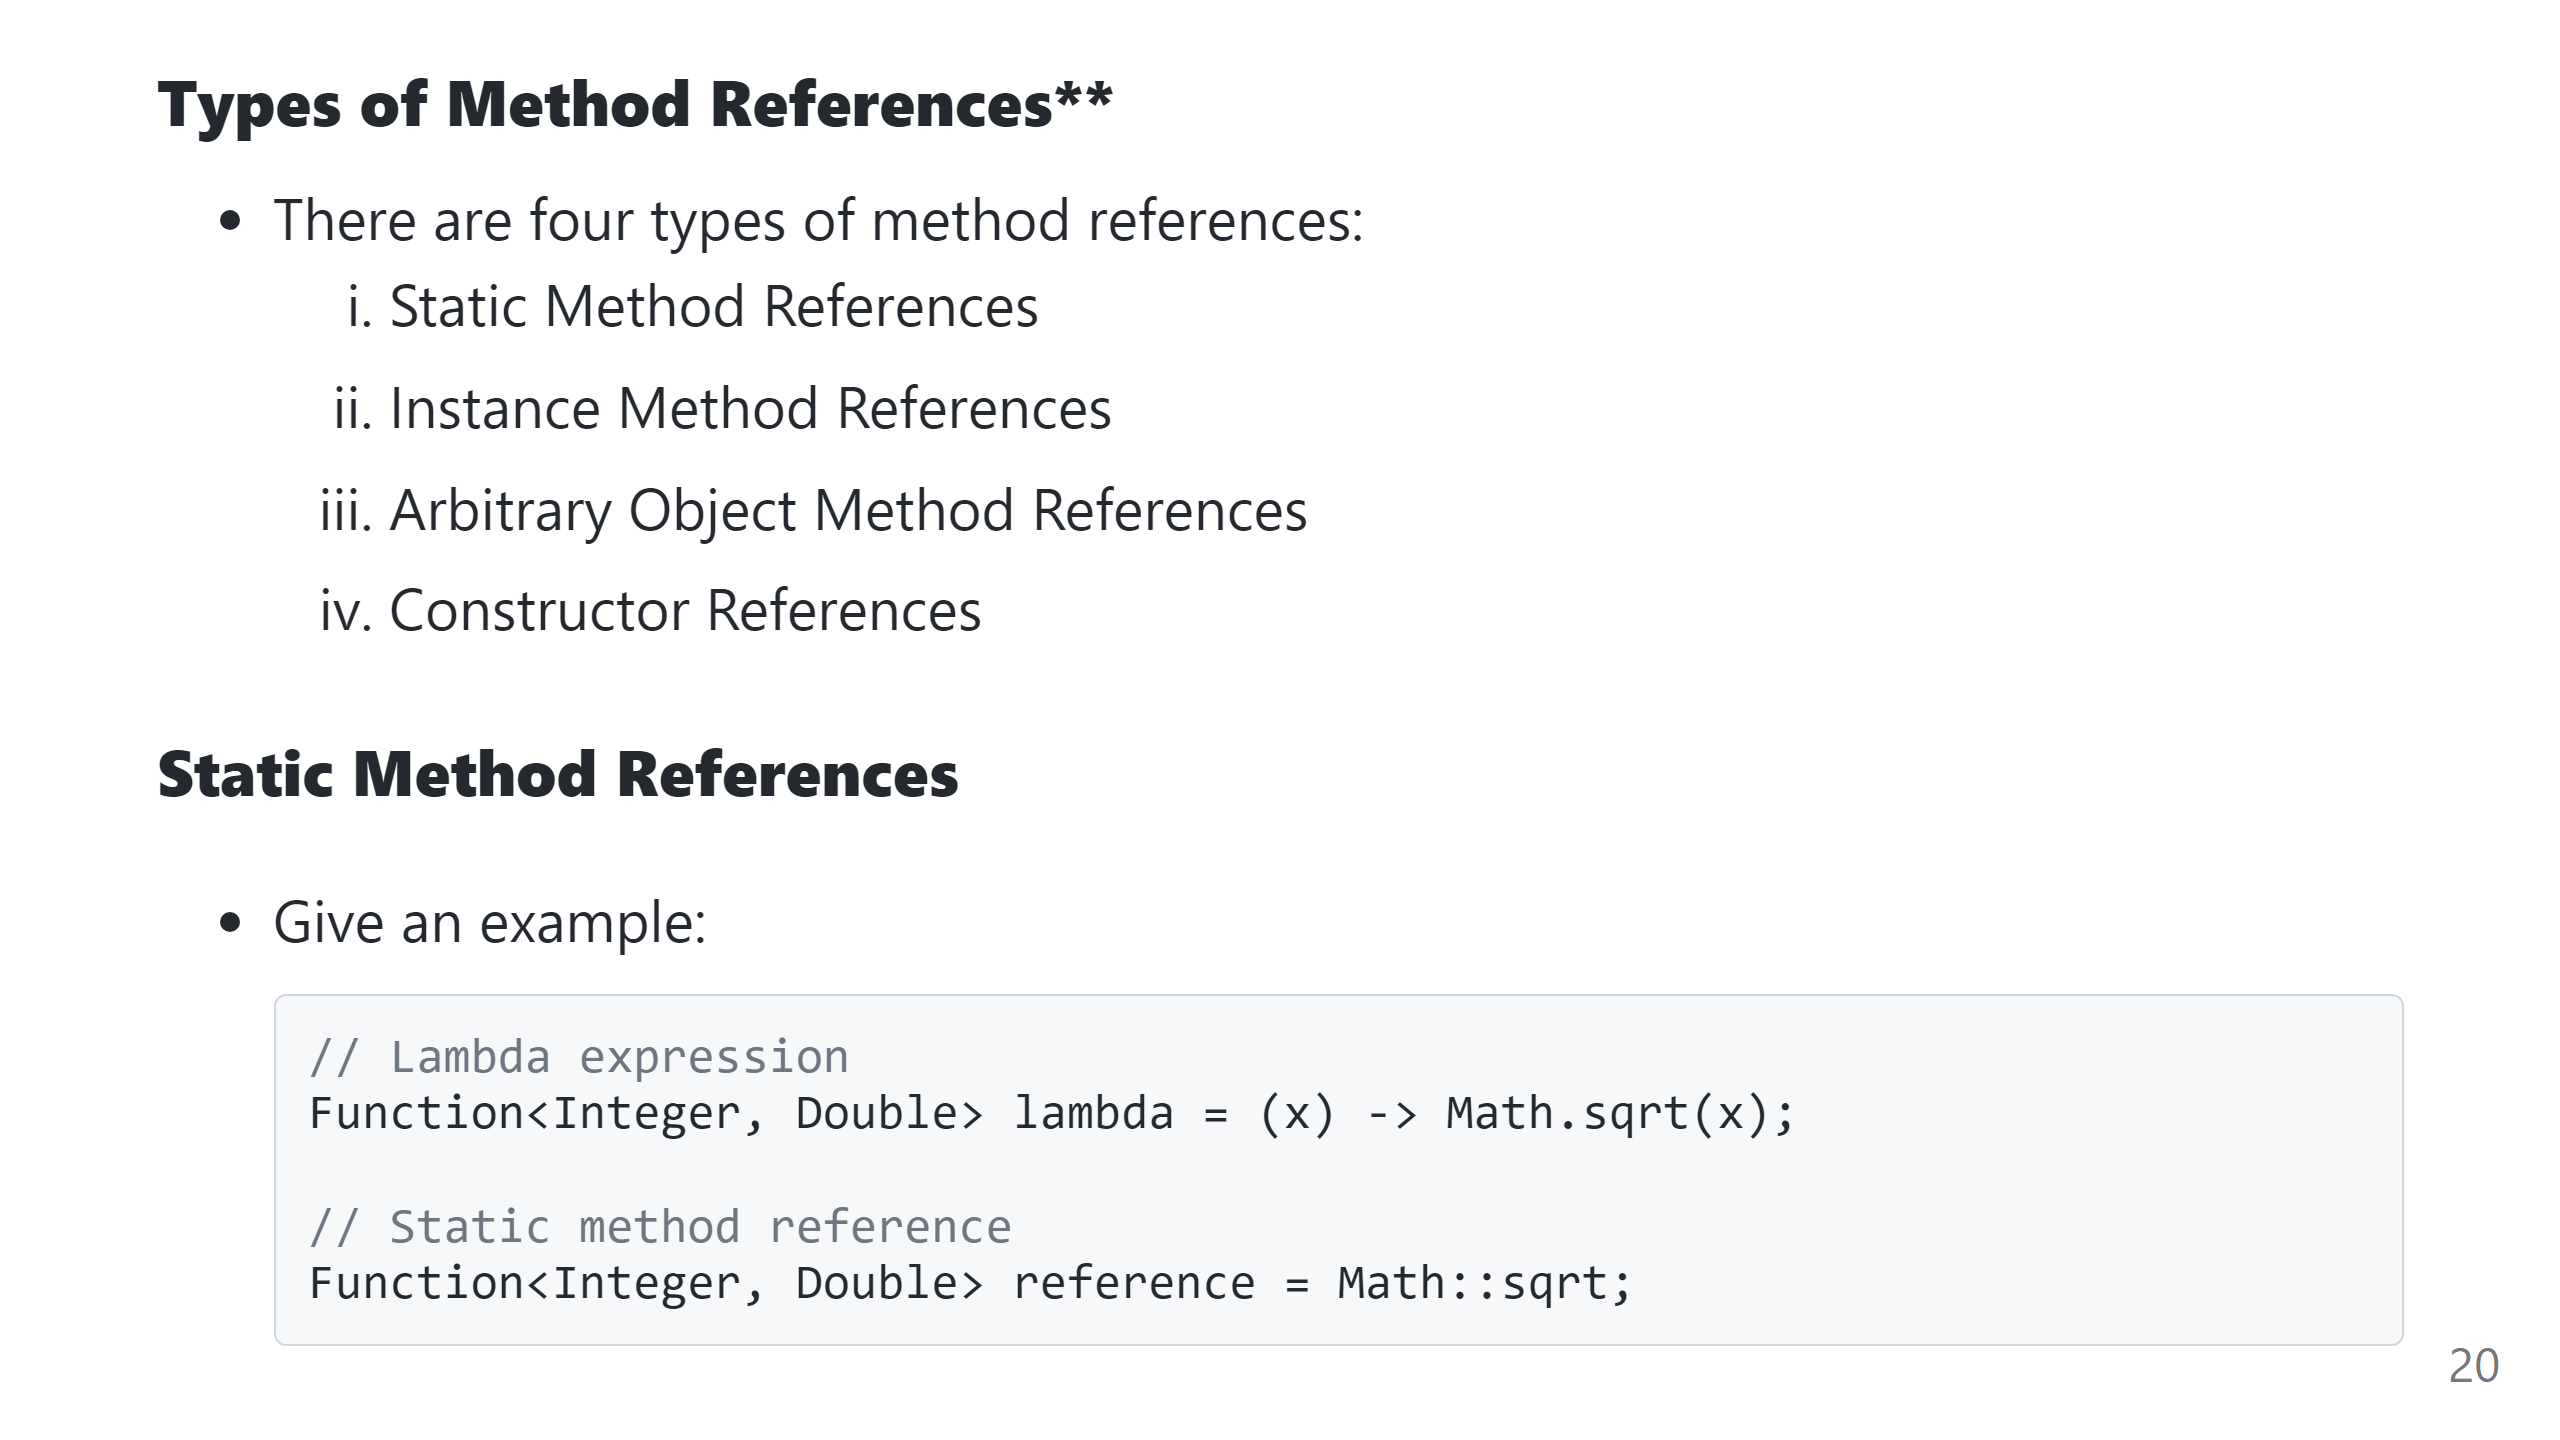 Types of Method References**
• There are four types of method references:
i. Static Method References
ii. Instance Method References
iii. Arbitrary Object Method References
iv. Constructor References
Static Method References
• Give an example:
// Lambda expression
Function<Integer, Double> lambda = (x) -> Math.sqrt(x);
// Static method reference
Function<Integer, Double> reference = Math::sqrt;
20